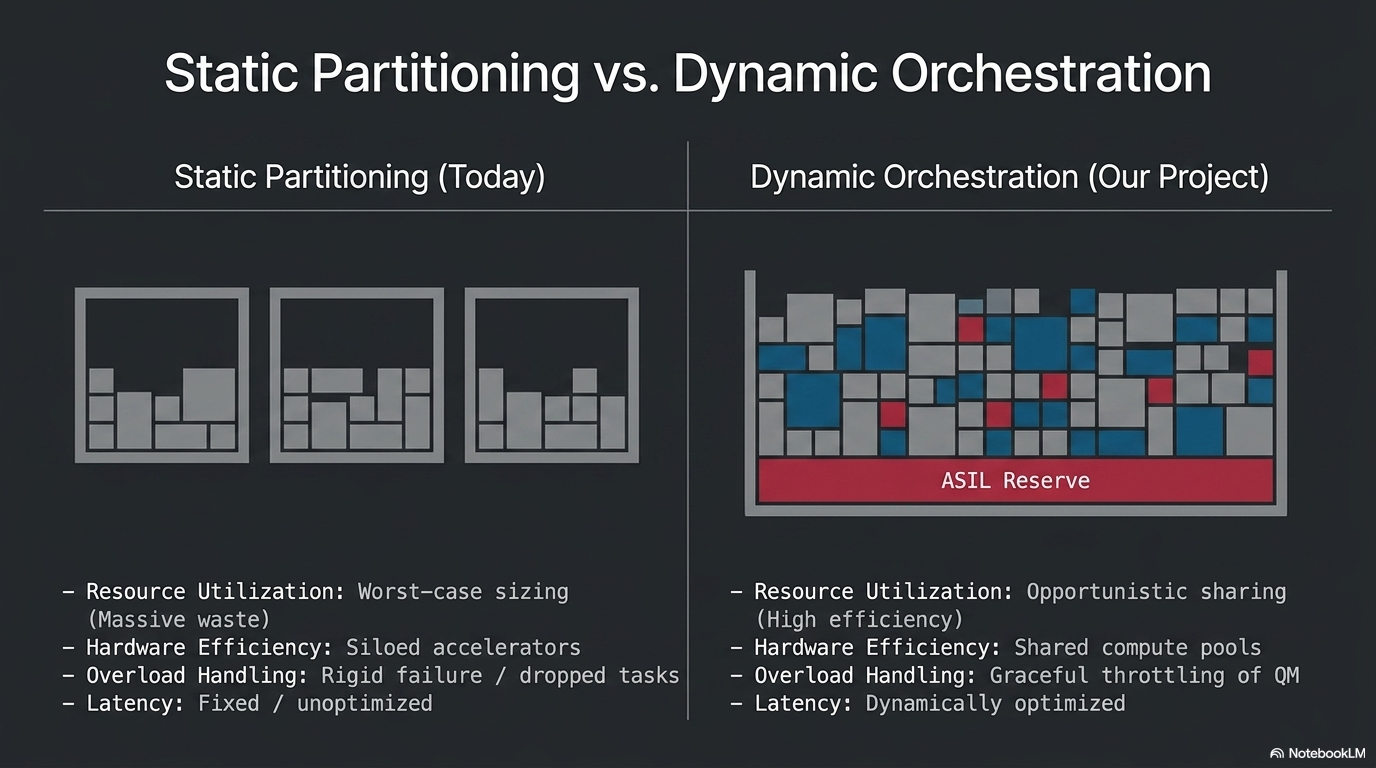 Static Partitioning vs. Dynamic Orchestration
Static Partitioning (Today)
– Resource Utilization: Worst–case sizing
(Massive waste)
– Hardware Efficiency: Siloed accelerators
– Overload Handling: Rigid failure / dropped tasks
– Latency: Fixed / unoptimized
Dynamic Orchestration (Our Project)
ASIL Reserve
– Resource Utilization: Opportunistic sharing
(High efficiency)
– Hardware Efficiency: Shared compute pools
– Overload Handling: Graceful throttling of QM
– Latency: Dynamically optimized
NotebookLM